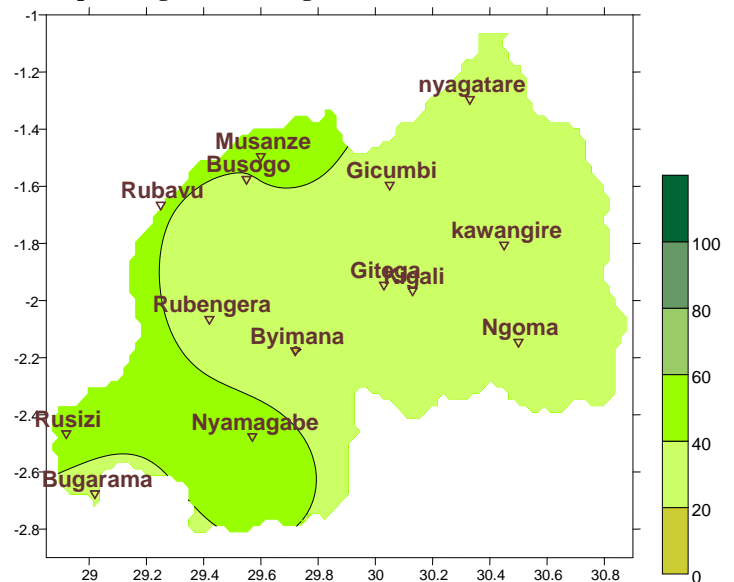 -1
-1.2
-1.4
-1.6
-1.8
-2
-2.2
-2.4
-2.6
-2.8
nyagatare
Musanze
Busogo
Gicumbi
Rubavu
kawangire
Gitega
Kigali
Rubengera
Byimana
Ngoma
Rusizi
Nyamagabe
Bugarama
29 29.2 29.4 29.6 29.8 30 30.2 30.4 30.6 30.8
100
80
60
40
20
0